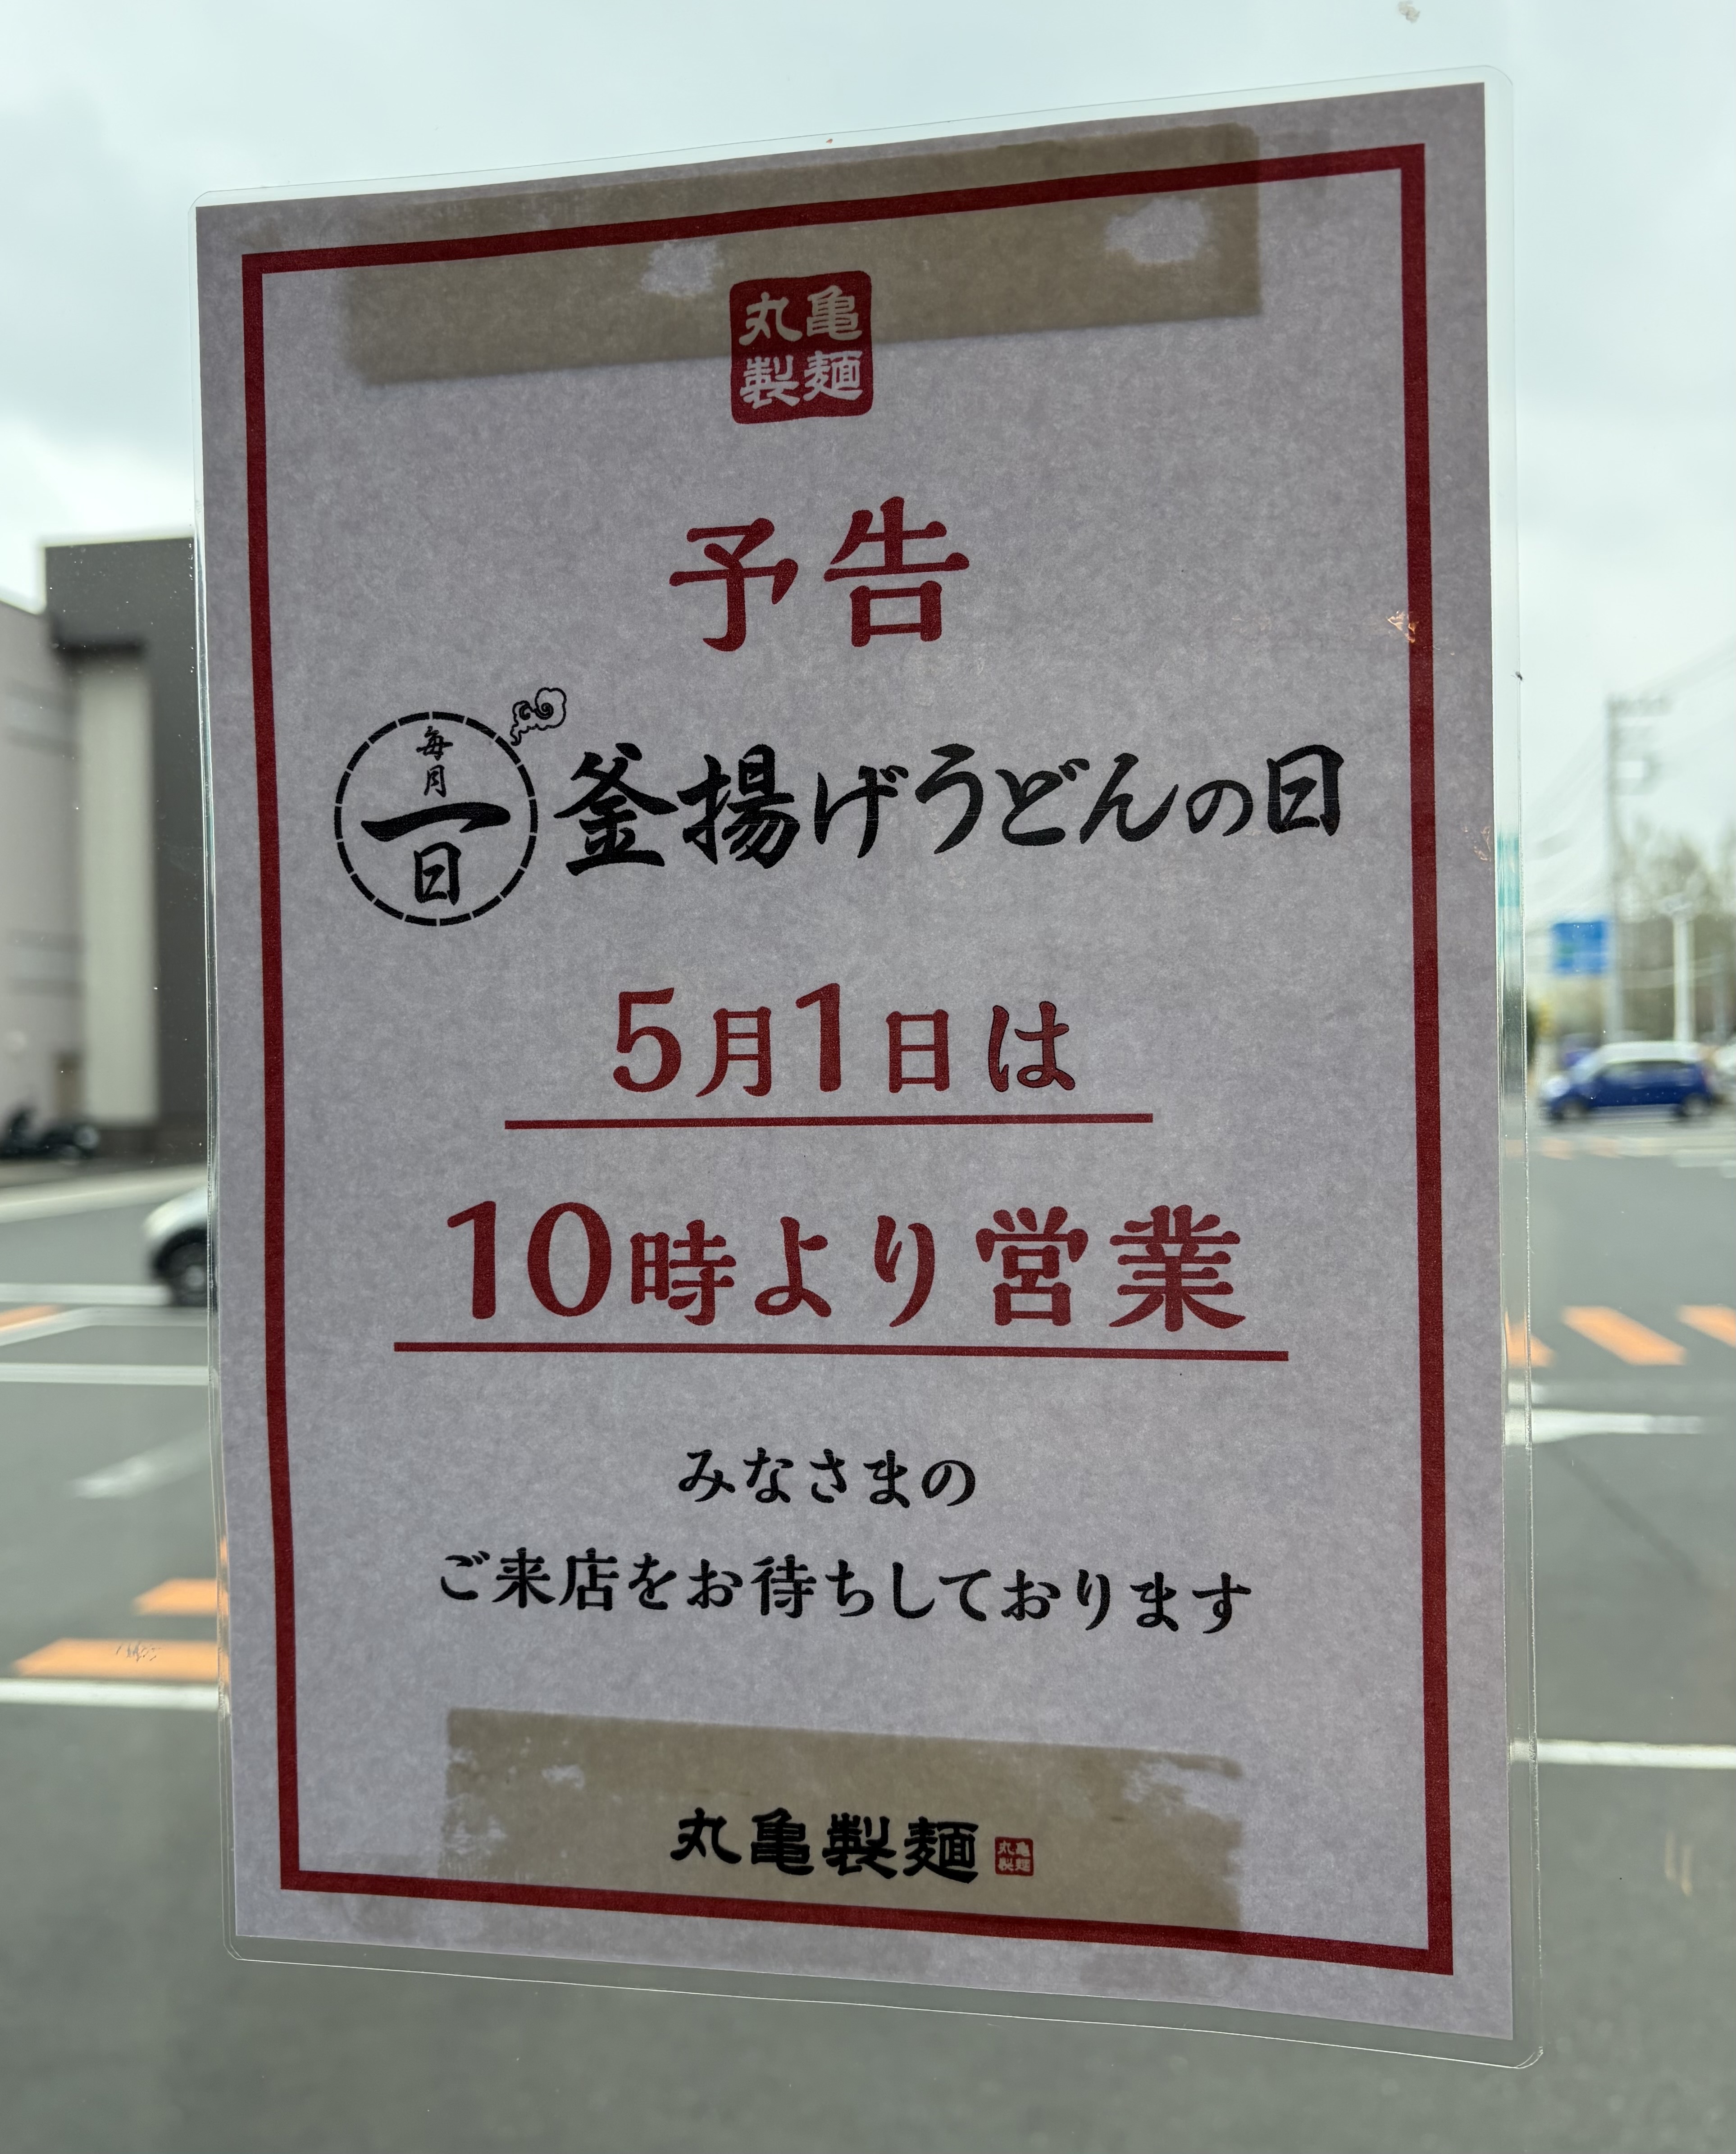 丸亀
製麺
予告
毎月
一日
釜揚げうどんの日
5月1日は
10時より営業
みなさまの
ご来店をお待ちしております
丸亀製麺
丸亀
製麺